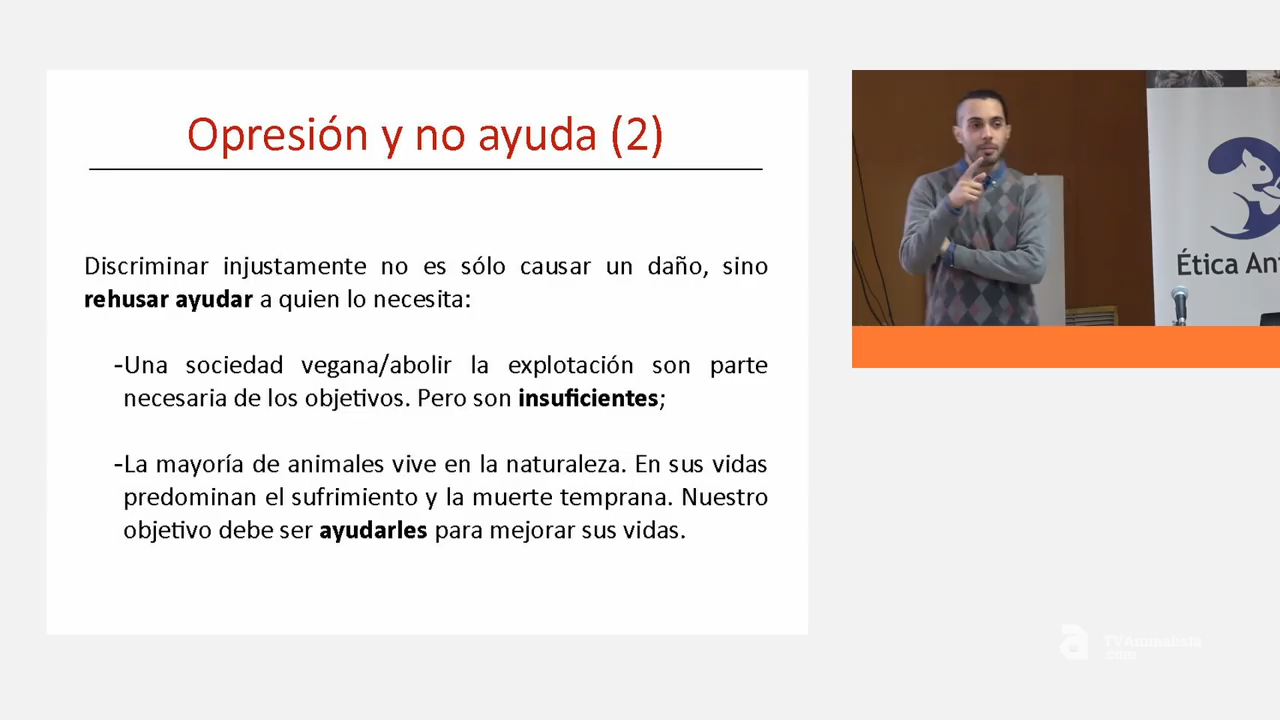 Opresión y no ayuda (2)
Discriminar injustamente no es sólo causar un daño, sino
rehusar ayudar a quien lo necesita:
-Una sociedad vegana/abolir la explotación son parte
necesaria de los objetivos. Pero son insuficientes;
-La mayoría de animales vive en la naturaleza. En sus vidas
predominan el sufrimiento y la muerte temprana. Nuestro
objetivo debe ser ayudarles para mejorar sus vidas.
Ética
TVAnimalista
.com